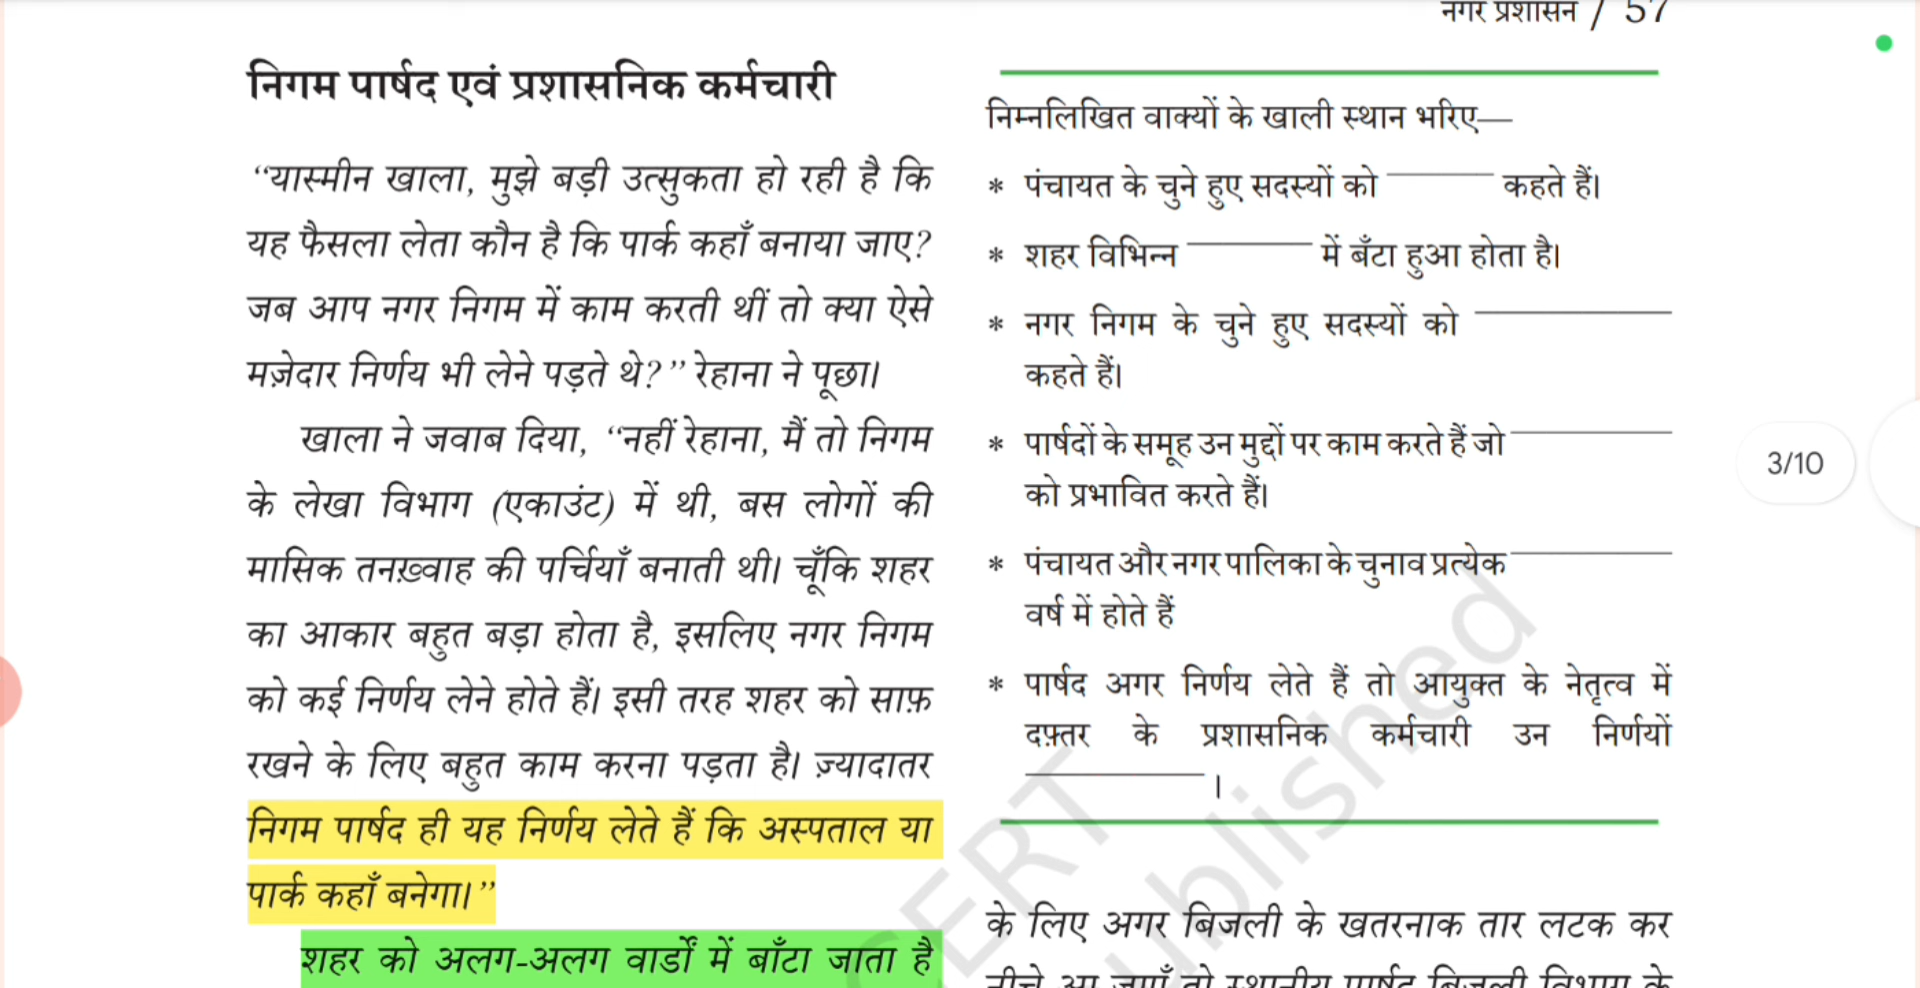 नगर प्रशासन / 57
निगम पार्षद एवं प्रशासनिक कर्मचारी
“यास्मीन खाला, मुझे बड़ी उत्सुकता हो रही है कि
यह फैसला लेता कौन है कि पार्क कहाँ बनाया जाए?
जब आप नगर निगम में काम करती थीं तो क्या ऐसे
मज़ेदार निर्णय भी लेने पड़ते थे?” रेहाना ने पूछा।
खाला ने जवाब दिया, “नहीं रेहाना, मैं तो निगम
के लेखा विभाग (एकाउंट) में थी, बस लोगों की
मासिक तनख़्वाह की पर्चियाँ बनाती थी। चूँकि शहर
का आकार बहुत बड़ा होता है, इसलिए नगर निगम
को कई निर्णय लेने होते हैं। इसी तरह शहर को साफ़
रखने के लिए बहुत काम करना पड़ता है। ज़्यादातर
निगम पार्षद ही यह निर्णय लेते हैं कि अस्पताल या
पार्क कहाँ बनेगा।”
शहर को अलग-अलग वार्डों में बाँटा जाता है
निम्नलिखित वाक्यों के खाली स्थान भरिए—
* पंचायत के चुने हुए सदस्यों को ______ कहते हैं।
* शहर विभिन्न ______ में बँटा हुआ होता है।
* नगर निगम के चुने हुए सदस्यों को ______
कहते हैं।
* पार्षदों के समूह उन मुद्दों पर काम करते हैं जो ______
को प्रभावित करते हैं।
* पंचायत और नगर पालिका के चुनाव प्रत्येक ______
वर्ष में होते हैं
* पार्षद अगर निर्णय लेते हैं तो आयुक्त के नेतृत्व में
दफ़्तर के प्रशासनिक कर्मचारी उन निर्णयों
______ ।
के लिए अगर बिजली के खतरनाक तार लटक कर
नीचे आ जाएँ तो स्थानीय पार्षद बिजली विभाग के
3/10
CERT
ublished